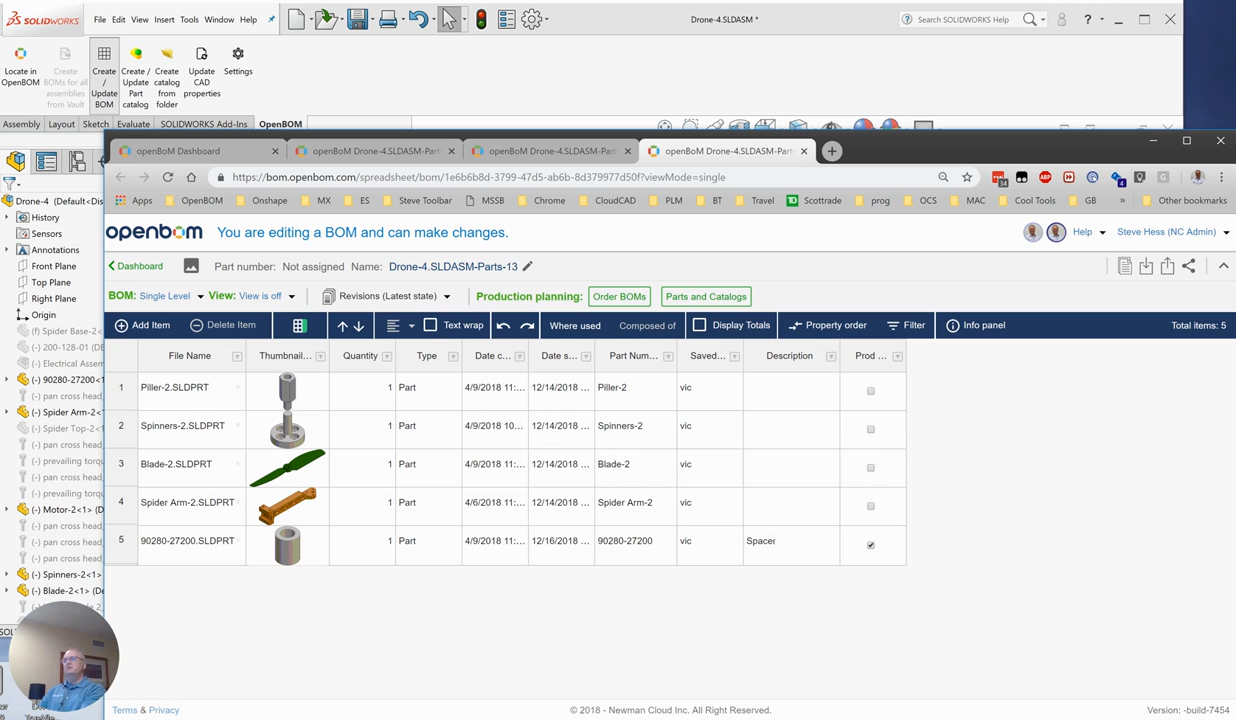 SOLIDWORKS
File Edit View Insert Tools Window Help
Drone-4.SLDASM *
Search SOLIDWORKS Help
Locate in OpenBOM
Create BOMs for all assemblies from Vault
Create / Update BOM
Create / Update Part catalog
Create catalog from folder
Update CAD properties
Settings
Assembly Layout Sketch Evaluate SOLIDWORKS Add-Ins OpenBOM
openBoM Dashboard
openBoM Drone-4.SLDASM-Part
openBoM Drone-4.SLDASM-Part
openBoM Drone-4.SLDASM-Part
https://bom.openbom.com/spreadsheet/bom/1e6b6b8d-3799-47d5-ab6b-8d379977d50f?viewMode=single
34
ABP
4
G
Apps OpenBOM Onshape MX ES Steve Toolbar MSSB Chrome CloudCAD PLM BT Travel TD Scottrade prog OCS MAC Cool Tools GB » Other bookmarks
openbom You are editing a BOM and can make changes. Help Steve Hess (NC Admin)
Dashboard Part number: Not assigned Name: Drone-4.SLDASM-Parts-13
BOM: Single Level View: View is off Revisions (Latest state) Production planning: Order BOMs Parts and Catalogs
Add Item Delete Item Text wrap Where used Composed of Display Totals Property order Filter Info panel Total items: 5
File Name Thumbnail... Quantity Type Date c... Date s... Part Num... Saved... Description Prod ...
1 Piller-2.SLDPRT 1 Part 4/9/2018 11:... 12/14/2018 ... Piller-2 vic
2 Spinners-2.SLDPRT 1 Part 4/9/2018 10... 12/14/2018 ... Spinners-2 vic
3 Blade-2.SLDPRT 1 Part 4/9/2018 11:... 12/14/2018 ... Blade-2 vic
4 Spider Arm-2.SLDPRT 1 Part 4/6/2018 11:... 12/14/2018 ... Spider Arm-2 vic
5 90280-27200.SLDPRT 1 Part 4/9/2018 11:... 12/16/2018 ... 90280-27200 vic Spacer
Drone-4 (Default<Dis
History
Sensors
Annotations
Front Plane
Top Plane
Right Plane
Origin
(f) Spider Base-2<
(-) 200-128-01 (DE
(-) Electrical Assem
(-) 90280-27200<1
(-) pan cross head
(-) Spider Arm-2<
(-) Spider Top-2<
(-) pan cross head,
(-) prevailing torq
(-) pan cross head
(-) prevailing torq
(-) Motor-2<1> (D
(-) pan cross head
(-) pan cross head
(-) pan cross head
(-) Spinners-2<1>
(-) Blade-2<1> (De
Terms & Privacy © 2018 - Newman Cloud Inc. All Right Reserved. Version: -build-7454